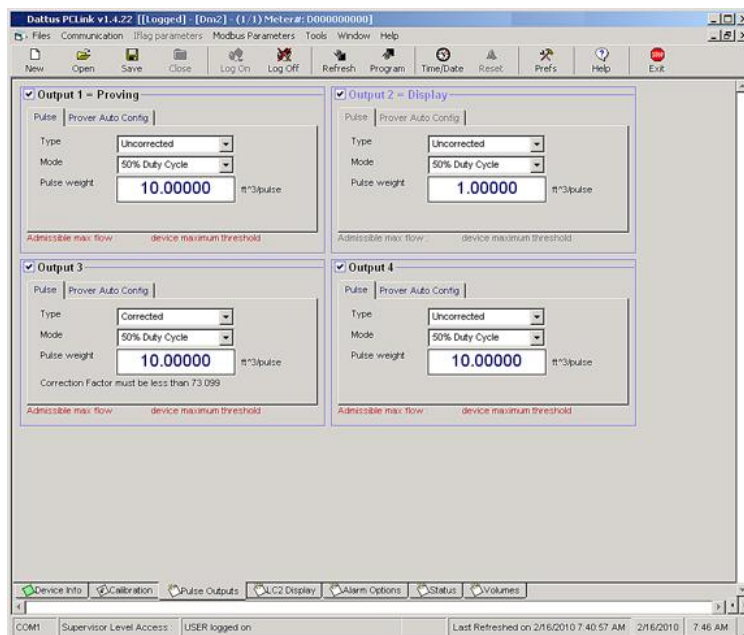 Dattus PCLink v1.4.22 [[Logged] - [Dm2] - (1/1) Meter#: D000000000]
Files Communication Iflag parameters Modbus Parameters Tools Window Help
New Open Save Close Log On Log Off Refresh Program Time/Date Reset Prefs Help Exit
Output 1 = Proving
Pulse Prover Auto Config
Type Uncorrected
Mode 50% Duty Cycle
Pulse weight 10.00000 ft^3/pulse
Admissible max flow : device maximum threshold
Output 2 = Display
Pulse Prover Auto Config
Type Uncorrected
Mode 50% Duty Cycle
Pulse weight 1.00000 ft^3/pulse
Admissible max flow : device maximum threshold
Output 3
Pulse Prover Auto Config
Type Corrected
Mode 50% Duty Cycle
Pulse weight 10.00000 ft^3/pulse
Correction Factor must be less than 73.099
Admissible max flow : device maximum threshold
Output 4
Pulse Prover Auto Config
Type Uncorrected
Mode 50% Duty Cycle
Pulse weight 10.00000 ft^3/pulse
Admissible max flow : device maximum threshold
Device Info Calibration Pulse Outputs LC2 Display Alarm Options Status Volumes
COM1 Supervisor Level Access : USER logged on Last Refreshed on 2/16/2010 7:40:57 AM 2/16/2010 7:46 AM